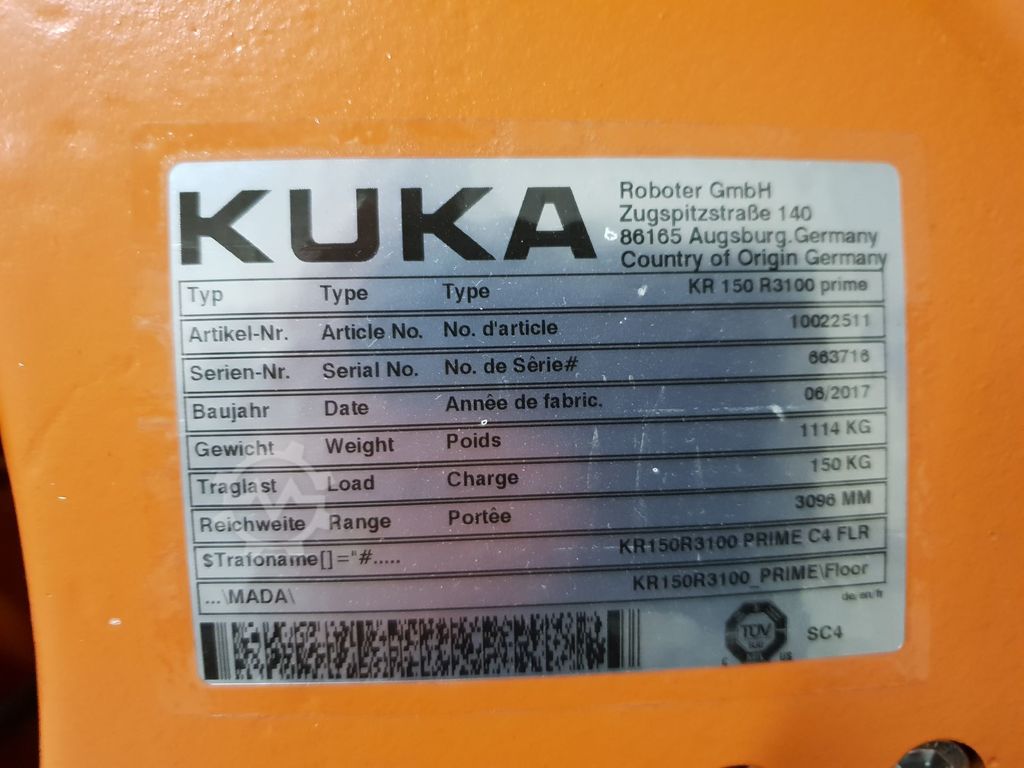 KUKA
Roboter GmbH
Zugspitzstraße 140
86165 Augsburg.Germany
Country of Origin Germany
Typ Type Type KR 150 R3100 prime
Artikel-Nr. Article No. No. d'article 10022511
Serien-Nr. Serial No. No. de Sêrie# 663716
Baujahr Date Annêe de fabric. 06/2017
Gewicht Weight Poids 1114 KG
Traglast Load Charge 150 KG
Reichweite Range Portêe 3096 MM
$Trafoname[]="#..... KR150R3100 PRIME C4 FLR
...\MADA\ KR150R3100_PRIME\Floor
de, en, fr
TÜV SC4
C US